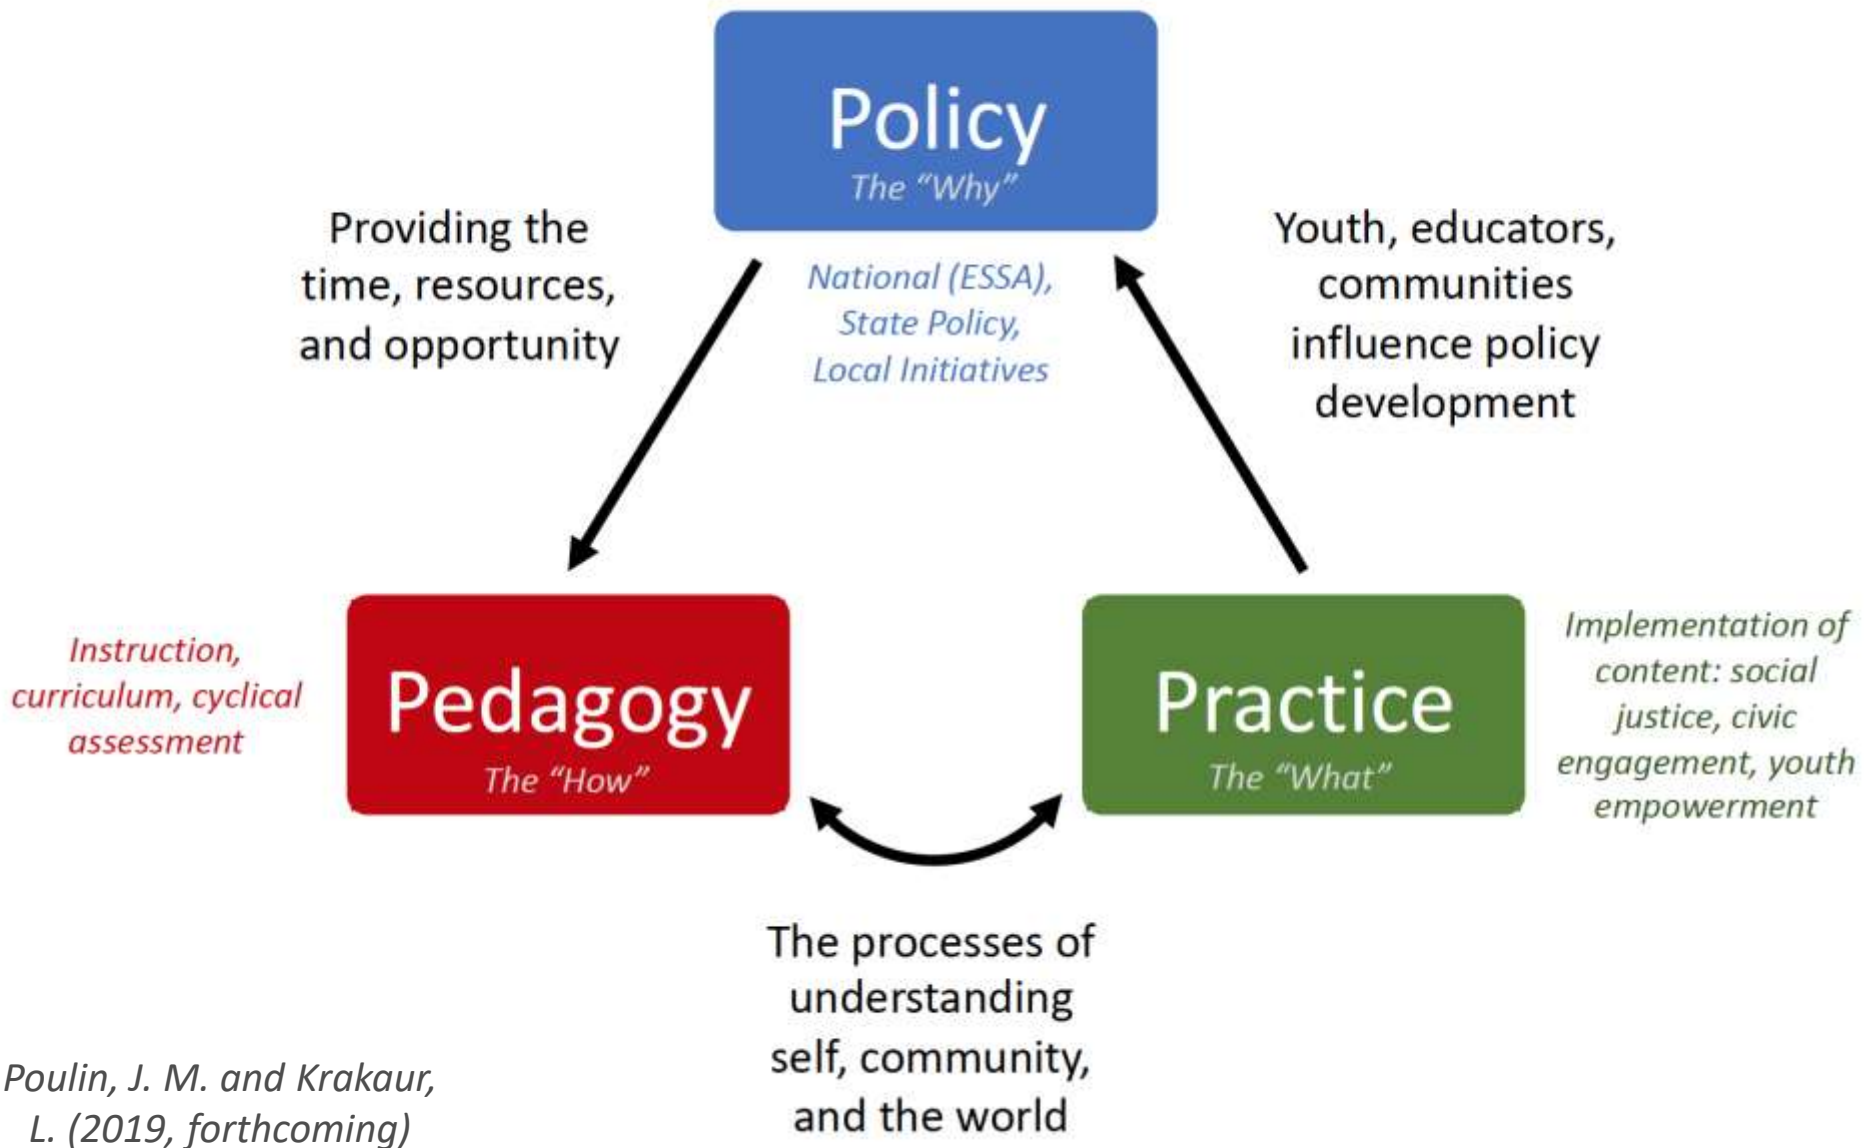 Policy
The “Why”
National (ESSA),
State Policy,
Local Initiatives
Providing the
time, resources,
and opportunity
Youth, educators,
communities
influence policy
development
Instruction,
curriculum, cyclical
assessment
Pedagogy
The “How”
Practice
The “What”
Implementation of
content: social
justice, civic
engagement, youth
empowerment
The processes of
understanding
self, community,
and the world
Poulin, J. M. and Krakaur,
L. (2019, forthcoming)